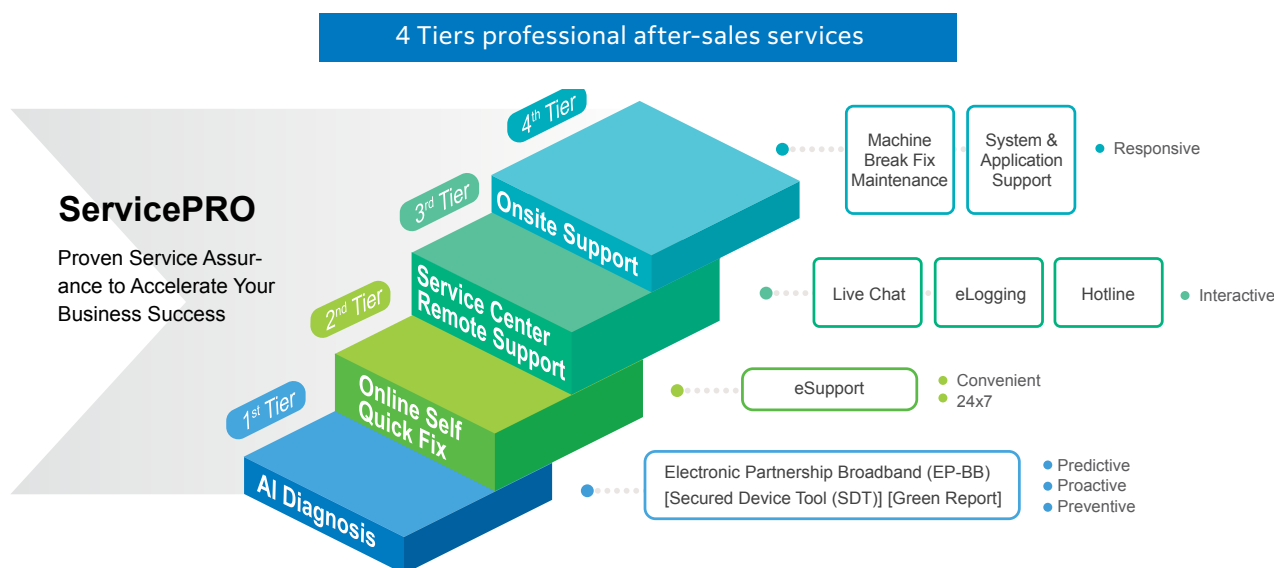 4 Tiers professional after-sales services
ServicePRO
Proven Service Assur-
ance to Accelerate Your
Business Success
4th Tier
Onsite Support
Machine
Break Fix
Maintenance
System &
Application
Support
Responsive
3rd Tier
Service Center
Remote Support
Live Chat
eLogging
Hotline
Interactive
2nd Tier
Online Self
Quick Fix
eSupport
Convenient
24x7
1st Tier
AI Diagnosis
Electronic Partnership Broadband (EP-BB)
[Secured Device Tool (SDT)] [Green Report]
Predictive
Proactive
Preventive